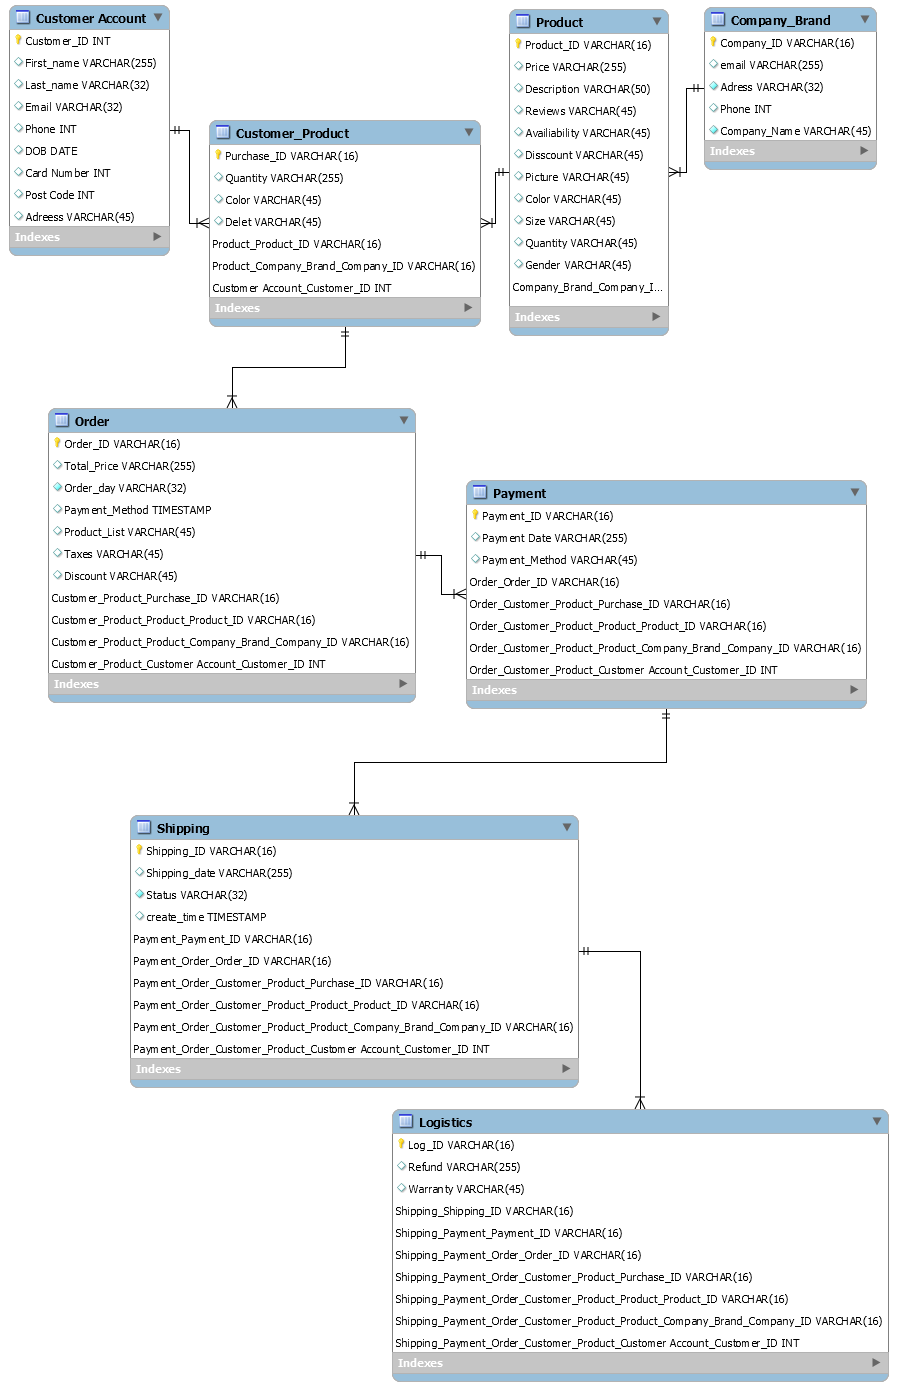 Customer Account
Customer_ID INT
First_name VARCHAR(255)
Last_name VARCHAR(32)
Email VARCHAR(32)
Phone INT
DOB DATE
Card Number INT
Post Code INT
Adreess VARCHAR(45)
Indexes
Customer_Product
Purchase_ID VARCHAR(16)
Quantity VARCHAR(255)
Color VARCHAR(45)
Delet VARCHAR(45)
Product_Product_ID VARCHAR(16)
Product_Company_Brand_Company_ID VARCHAR(16)
Customer Account_Customer_ID INT
Indexes
Product
Product_ID VARCHAR(16)
Price VARCHAR(255)
Description VARCHAR(50)
Reviews VARCHAR(45)
Availiability VARCHAR(45)
Disscount VARCHAR(45)
Picture VARCHAR(45)
Color VARCHAR(45)
Size VARCHAR(45)
Quantity VARCHAR(45)
Gender VARCHAR(45)
Company_Brand_Company_I...
Indexes
Company_Brand
Company_ID VARCHAR(16)
email VARCHAR(255)
Adress VARCHAR(32)
Phone INT
Company_Name VARCHAR(45)
Indexes
Order
Order_ID VARCHAR(16)
Total_Price VARCHAR(255)
Order_day VARCHAR(32)
Payment_Method TIMESTAMP
Product_List VARCHAR(45)
Taxes VARCHAR(45)
Discount VARCHAR(45)
Customer_Product_Purchase_ID VARCHAR(16)
Customer_Product_Product_Product_ID VARCHAR(16)
Customer_Product_Product_Company_Brand_Company_ID VARCHAR(16)
Customer_Product_Customer Account_Customer_ID INT
Indexes
Payment
Payment_ID VARCHAR(16)
Payment Date VARCHAR(255)
Payment_Method VARCHAR(45)
Order_Order_ID VARCHAR(16)
Order_Customer_Product_Purchase_ID VARCHAR(16)
Order_Customer_Product_Product_Product_ID VARCHAR(16)
Order_Customer_Product_Product_Company_Brand_Company_ID VARCHAR(16)
Order_Customer_Product_Customer Account_Customer_ID INT
Indexes
Shipping
Shipping_ID VARCHAR(16)
Shipping_date VARCHAR(255)
Status VARCHAR(32)
create_time TIMESTAMP
Payment_Payment_ID VARCHAR(16)
Payment_Order_Order_ID VARCHAR(16)
Payment_Order_Customer_Product_Purchase_ID VARCHAR(16)
Payment_Order_Customer_Product_Product_Product_ID VARCHAR(16)
Payment_Order_Customer_Product_Product_Company_Brand_Company_ID VARCHAR(16)
Payment_Order_Customer_Product_Customer Account_Customer_ID INT
Indexes
Logistics
Log_ID VARCHAR(16)
Refund VARCHAR(255)
Warranty VARCHAR(45)
Shipping_Shipping_ID VARCHAR(16)
Shipping_Payment_Payment_ID VARCHAR(16)
Shipping_Payment_Order_Order_ID VARCHAR(16)
Shipping_Payment_Order_Customer_Product_Purchase_ID VARCHAR(16)
Shipping_Payment_Order_Customer_Product_Product_Product_ID VARCHAR(16)
Shipping_Payment_Order_Customer_Product_Product_Company_Brand_Company_ID VARCHAR(16)
Shipping_Payment_Order_Customer_Product_Customer Account_Customer_ID INT
Indexes